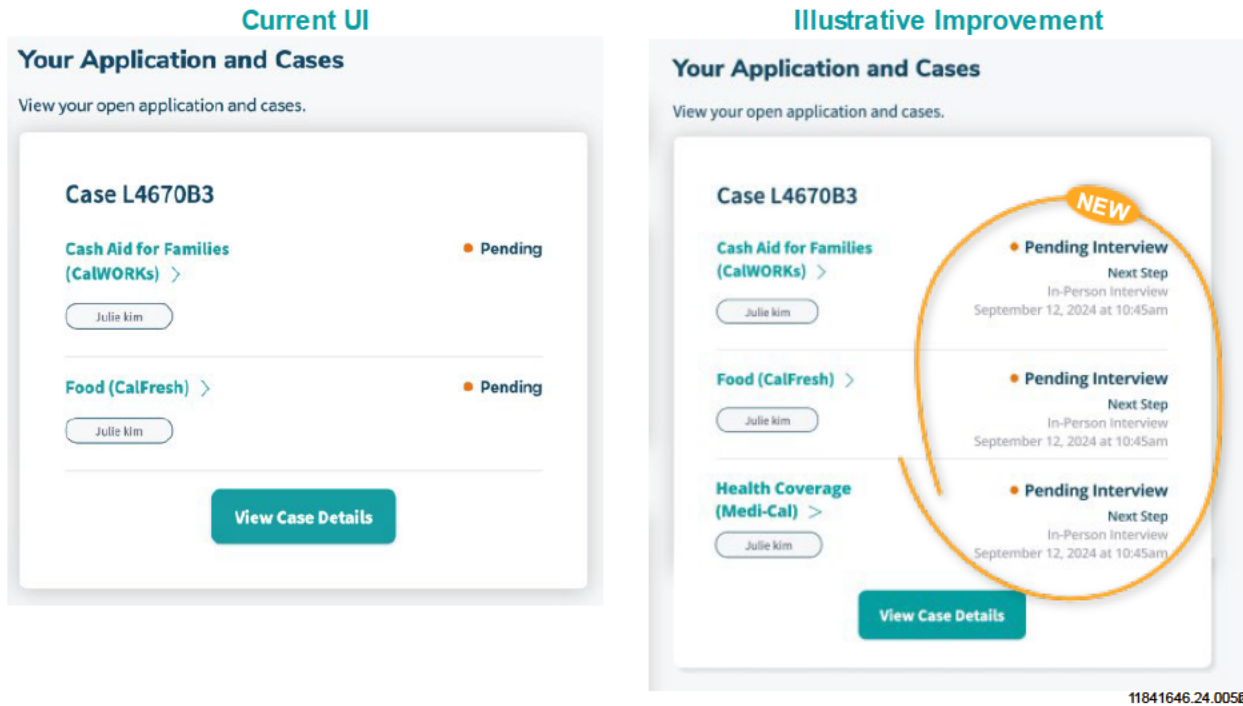 Current UI
Your Application and Cases
View your open application and cases.
Case L4670B3
Cash Aid for Families
(CalWORKs) >
Pending
Julie kim
Food (CalFresh) >
Pending
Julie kim
View Case Details
Illustrative Improvement
Your Application and Cases
View your open application and cases.
Case L4670B3
NEW
Cash Aid for Families
(CalWORKs) >
Pending Interview
Next Step
In-Person Interview
September 12, 2024 at 10:45am
Julie kim
Food (CalFresh) >
Pending Interview
Next Step
In-Person Interview
September 12, 2024 at 10:45am
Julie kim
Health Coverage
(Medi-Cal) >
Pending Interview
Next Step
In-Person Interview
September 12, 2024 at 10:45am
Julie kim
View Case Details